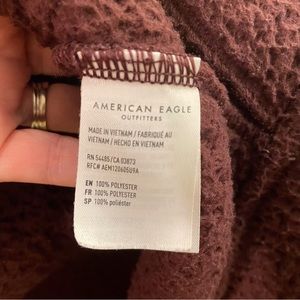 AMERICAN EAGLE
OUTFITTERS
MADE IN VIETNAM / FABRIQUÉ AU
VIETNAM / HECHO EN VIETNAM
RN 54485/CA 03873
RFC# AEM120605U9A
EN 100% POLYESTER
FR 100% POLYESTER
SP 100% poliéster